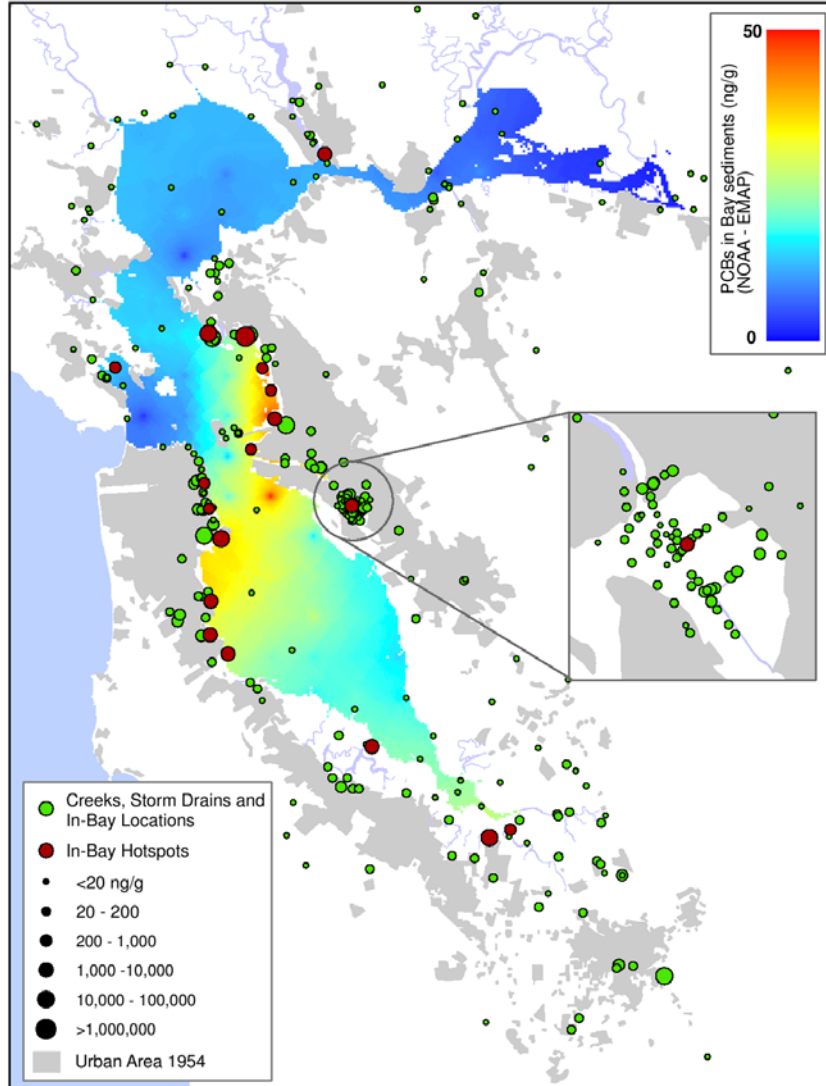 50
PCBs in Bay sediments (ng/g)
(NOAA - EMAP)
0
Creeks, Storm Drains and
In-Bay Locations
In-Bay Hotspots
<20 ng/g
20 - 200
200 - 1,000
1,000 -10,000
10,000 - 100,000
>1,000,000
Urban Area 1954